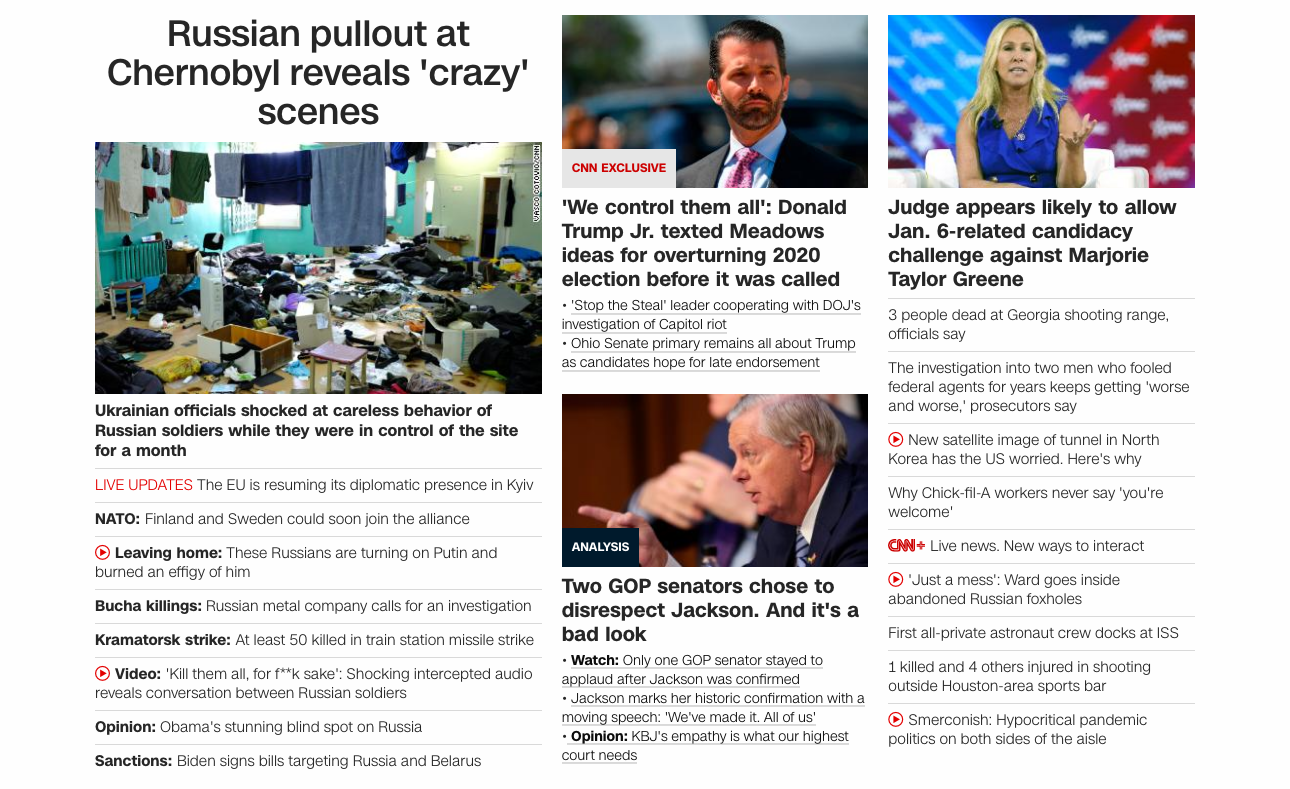 Russian pullout at
Chernobyl reveals 'crazy'
scenes
VASCO COTOVIO/CNN
Ukrainian officials shocked at careless behavior of
Russian soldiers while they were in control of the site
for a month
LIVE UPDATES The EU is resuming its diplomatic presence in Kyiv
NATO: Finland and Sweden could soon join the alliance
Leaving home: These Russians are turning on Putin and
burned an effigy of him
Bucha killings: Russian metal company calls for an investigation
Kramatorsk strike: At least 50 killed in train station missile strike
Video: 'Kill them all, for f**k sake': Shocking intercepted audio
reveals conversation between Russian soldiers
Opinion: Obama's stunning blind spot on Russia
Sanctions: Biden signs bills targeting Russia and Belarus
CNN EXCLUSIVE
'We control them all': Donald
Trump Jr. texted Meadows
ideas for overturning 2020
election before it was called
• 'Stop the Steal' leader cooperating with DOJ's
investigation of Capitol riot
• Ohio Senate primary remains all about Trump
as candidates hope for late endorsement
ANALYSIS
Two GOP senators chose to
disrespect Jackson. And it's a
bad look
• Watch: Only one GOP senator stayed to
applaud after Jackson was confirmed
• Jackson marks her historic confirmation with a
moving speech: 'We've made it. All of us'
• Opinion: KBJ's empathy is what our highest
court needs
Judge appears likely to allow
Jan. 6-related candidacy
challenge against Marjorie
Taylor Greene
3 people dead at Georgia shooting range,
officials say
The investigation into two men who fooled
federal agents for years keeps getting 'worse
and worse,' prosecutors say
New satellite image of tunnel in North
Korea has the US worried. Here's why
Why Chick-fil-A workers never say 'you're
welcome'
CNN+ Live news. New ways to interact
'Just a mess': Ward goes inside
abandoned Russian foxholes
First all-private astronaut crew docks at ISS
1 killed and 4 others injured in shooting
outside Houston-area sports bar
Smerconish: Hypocritical pandemic
politics on both sides of the aisle